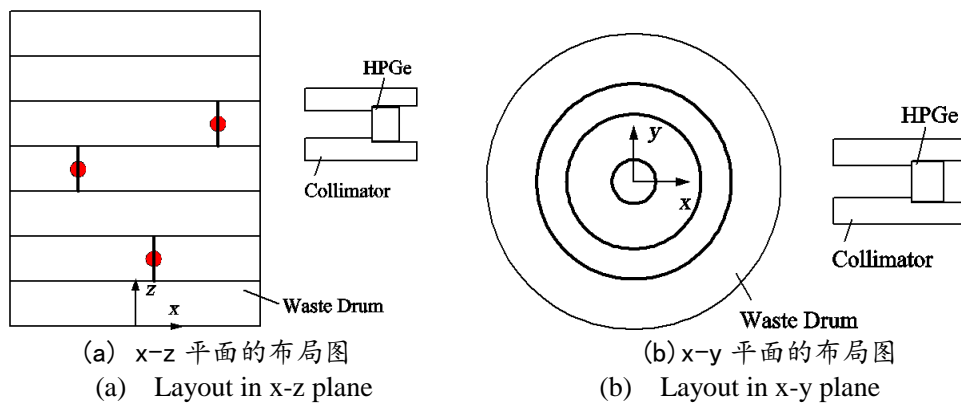 HPGe
Collimator
z
x
Waste Drum
(a) x-z 平面的布局图
(a) Layout in x-z plane
y
x
HPGe
Collimator
Waste Drum
(b) x-y 平面的布局图
(b) Layout in x-y plane